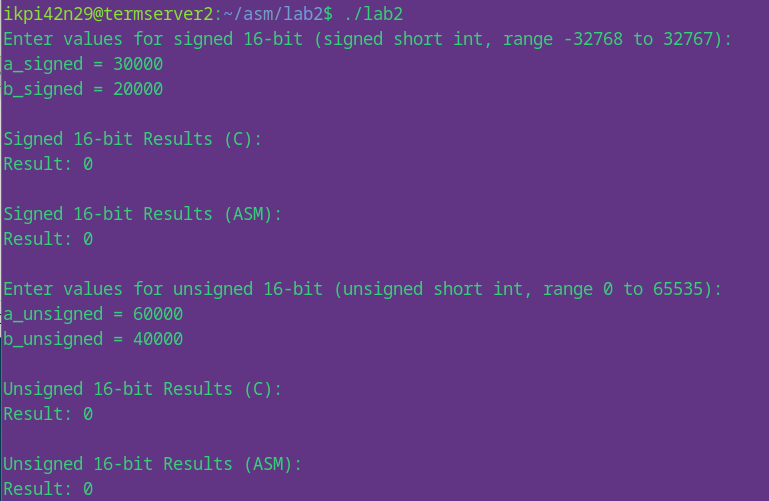 ikpi42n29@termserver2:~/asm/lab2$ ./lab2
Enter values for signed 16-bit (signed short int, range -32768 to 32767):
a_signed = 30000
b_signed = 20000
Signed 16-bit Results (C):
Result: 0
Signed 16-bit Results (ASM):
Result: 0
Enter values for unsigned 16-bit (unsigned short int, range 0 to 65535):
a_unsigned = 60000
b_unsigned = 40000
Unsigned 16-bit Results (C):
Result: 0
Unsigned 16-bit Results (ASM):
Result: 0